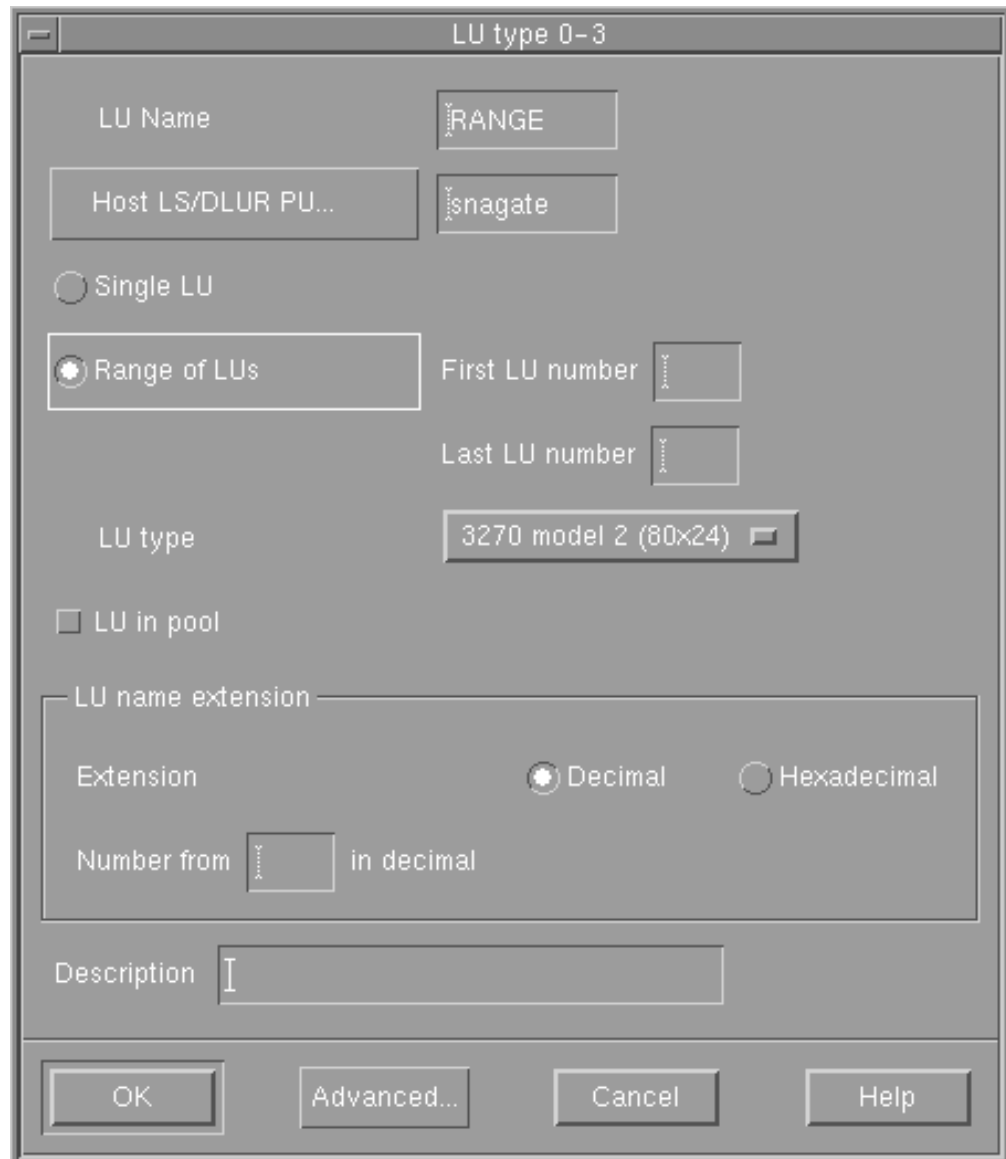 LU type 0-3
LU Name RANGE
Host LS/DLUR PU... snagate
Single LU
Range of LUs First LU number
Last LU number
LU type 3270 model 2 (80x24)
LU in pool
LU name extension
Extension Decimal Hexadecimal
Number from in decimal
Description
OK Advanced... Cancel Help